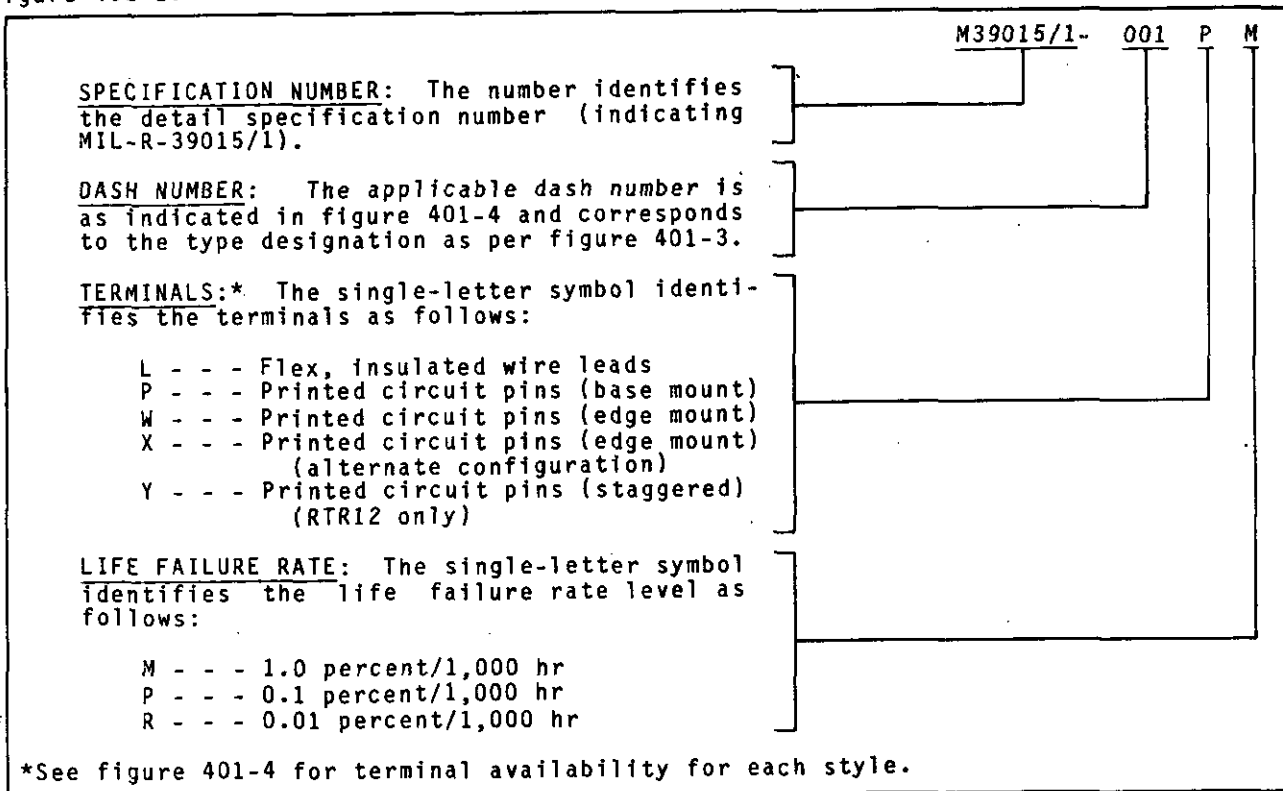 M39015/1- 001 P M
SPECIFICATION NUMBER: The number identifies
the detail specification number (indicating
MIL-R-39015/1).
DASH NUMBER: The applicable dash number is
as indicated in figure 401-4 and corresponds
to the type designation as per figure 401-3.
TERMINALS:* The single-letter symbol identi-
fies the terminals as follows:
L - - - Flex, insulated wire leads
P - - - Printed circuit pins (base mount)
W - - - Printed circuit pins (edge mount)
X - - - Printed circuit pins (edge mount)
(alternate configuration)
Y - - - Printed circuit pins (staggered)
(RTR12 only)
LIFE FAILURE RATE: The single-letter symbol
identifies the life failure rate level as
follows:
M - - - 1.0 percent/1,000 hr
P - - - 0.1 percent/1,000 hr
R - - - 0.01 percent/1,000 hr
*See figure 401-4 for terminal availability for each style.